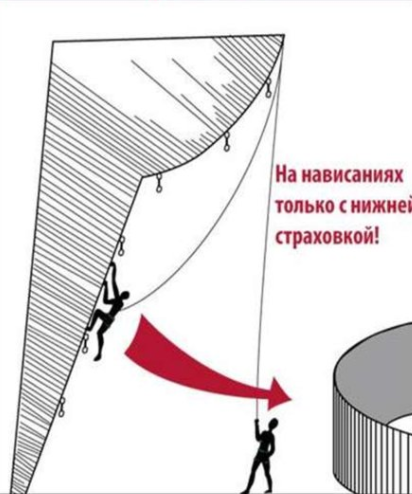 На нависаниях
только с нижней
страховкой!